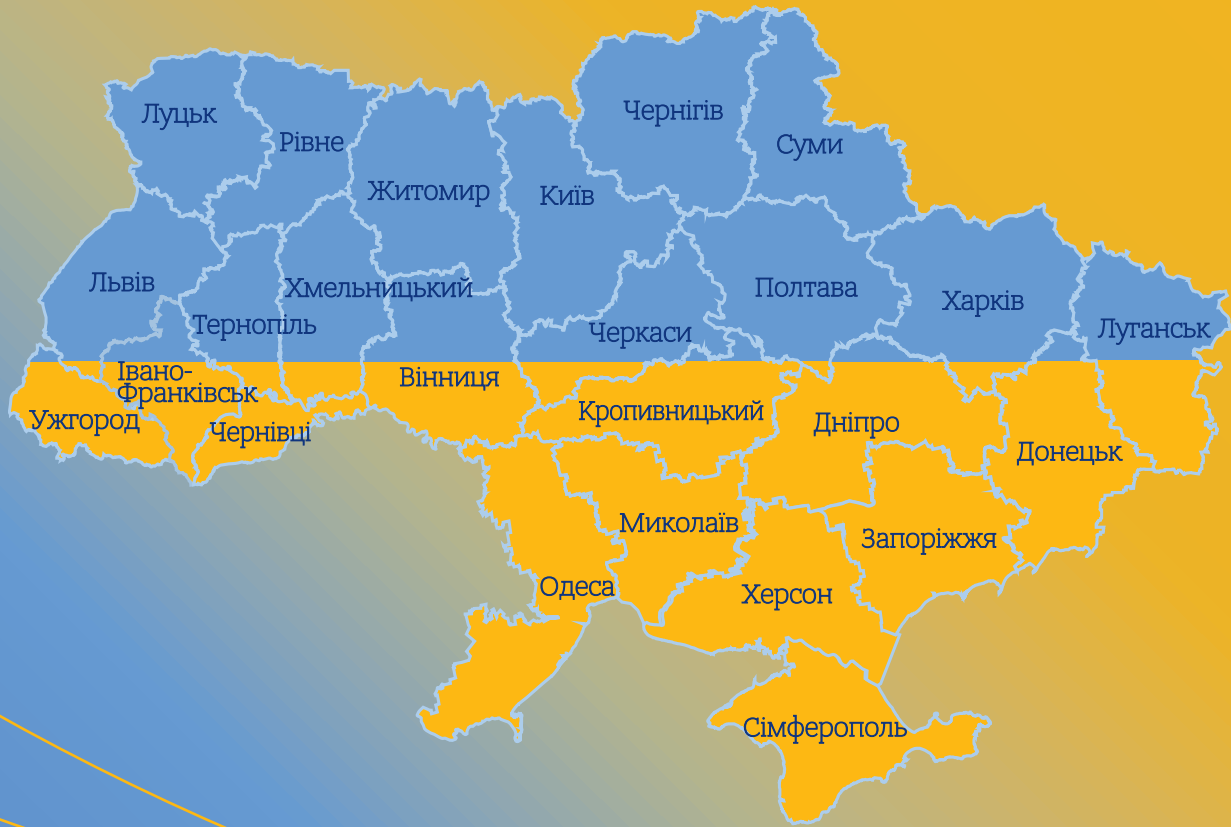 Чернігів
Луцьк
Рівне
Суми
Житомир
Київ
Львів
Хмельницький
Полтава
Харків
Тернопіль
Черкаси
Луганськ
Івано-
Франківськ
Вінниця
Ужгород
Чернівці
Кропивницький
Дніпро
Донецьк
Миколаїв
Запоріжжя
Одеса
Херсон
Сімферополь